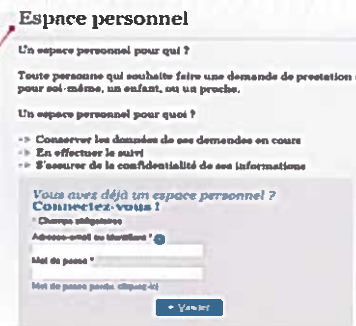 Espace personnel
Un espace personnel pour qui ?
Toute personne qui souhaite faire une demande de prestation
pour soi-même, un enfant, ou un proche.
Un espace personnel pour quoi ?
-> Conserver les données de ses demandes en cours
-> En effectuer le suivi
-> S'assurer de la confidentialité de ses informations
Vous avez déjà un espace personnel ?
Connectez-vous !
* Champs obligatoires
Adresse-email ou identifiant *
Mot de passe *
Mot de passe perdu, cliquez-ici
Valider